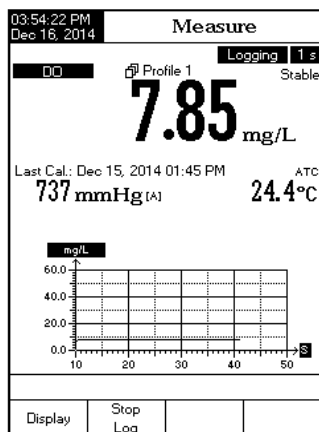 03:54:22 PM Measure
Dec 16, 2014
Logging 1 s
DO Profile 1 Stable
7.85 mg/L
Last Cal.: Dec 15, 2014 01:45 PM ATC
737 mmHg [A] 24.4°C
mg/L
60.0
40.0
20.0
0.0
S
10 20 30 40 50
Display Stop Log